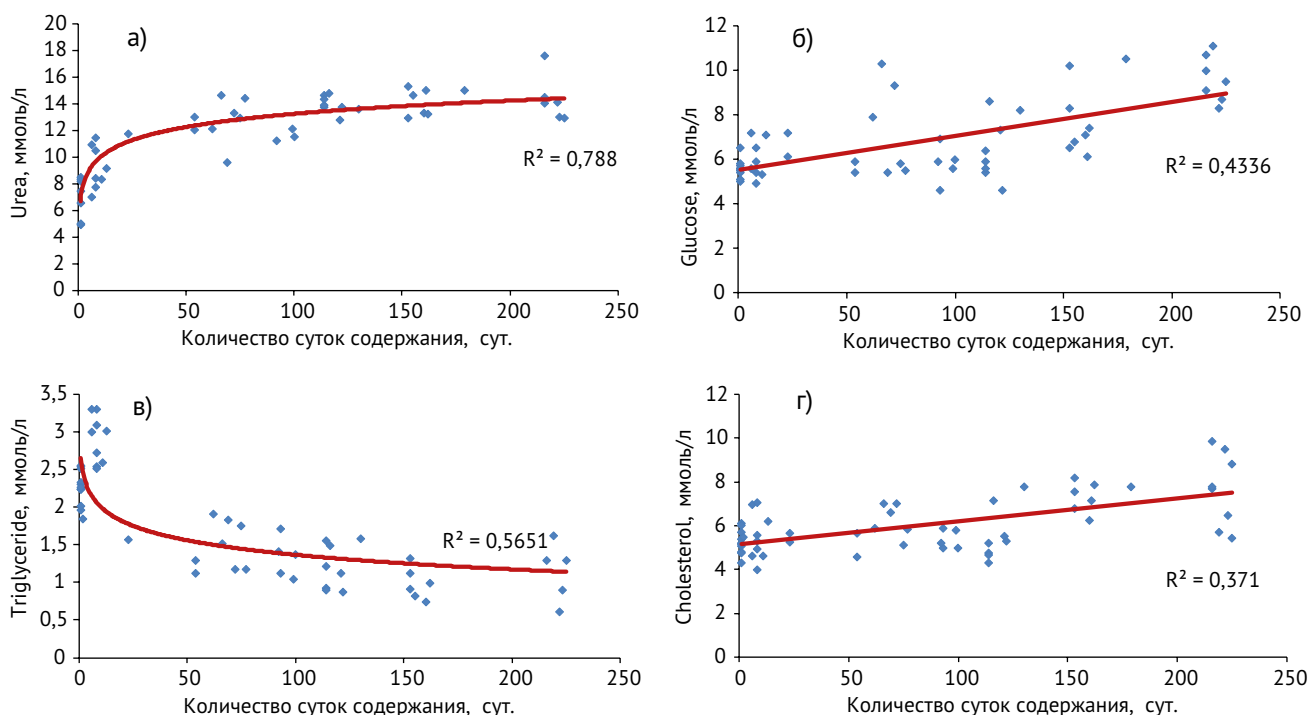 а)
Urea, ммоль/л
20
18
16
14
12
10
8
6
4
2
0
R² = 0,788
0 50 100 150 200 250
Количество суток содержания, сут.
б)
Glucose, ммоль/л
12
10
8
6
4
2
0
R² = 0,4336
0 50 100 150 200 250
Количество суток содержания, сут.
в)
Triglyceride, ммоль/л
3,5
3
2,5
2
1,5
1
0,5
0
R² = 0,5651
0 50 100 150 200 250
Количество суток содержания, сут.
г)
Cholesterol, ммоль/л
12
10
8
6
4
2
0
R² = 0,371
0 50 100 150 200 250
Количество суток содержания, сут.